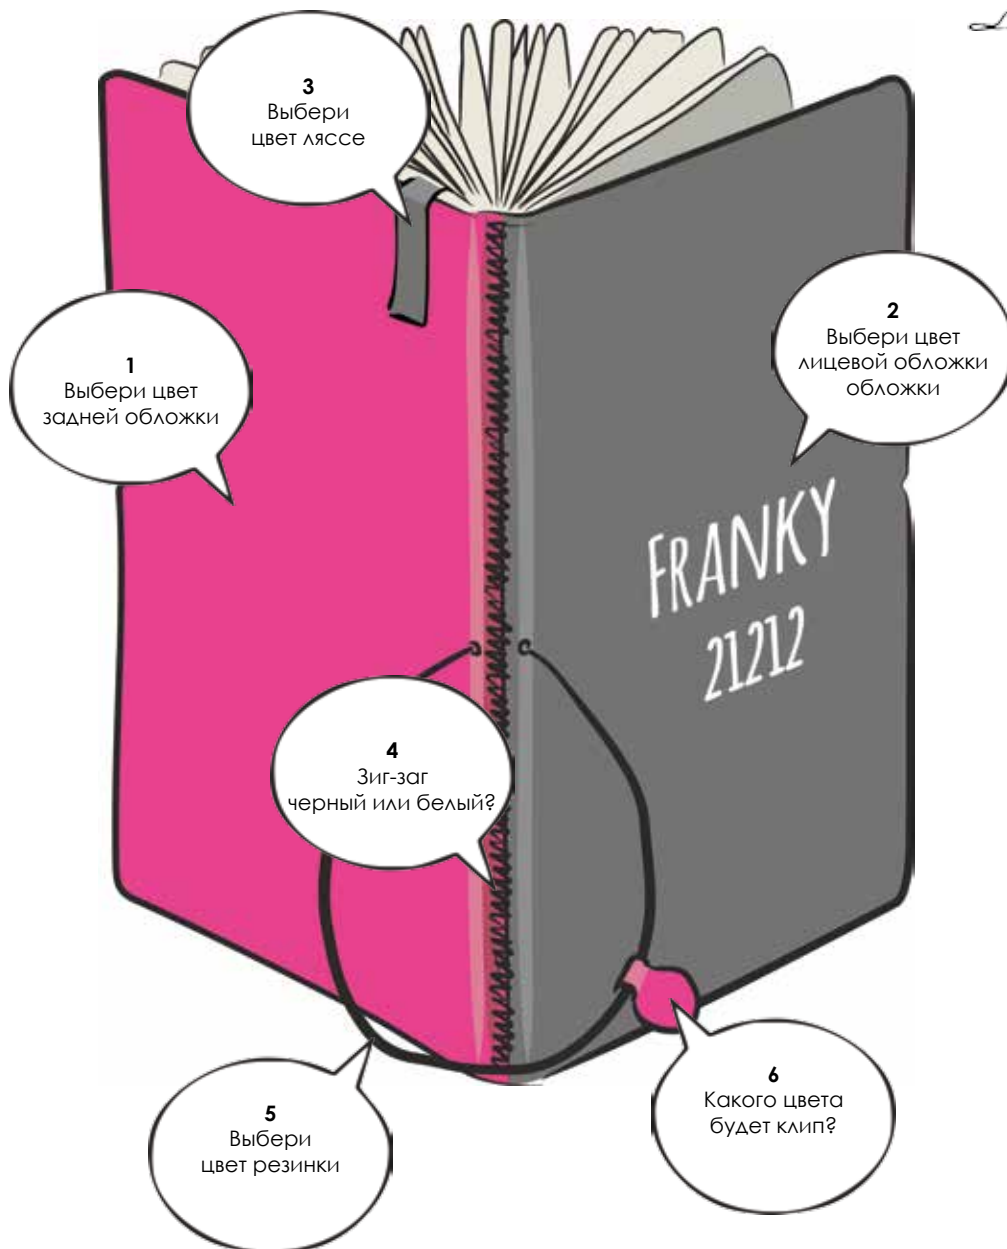 3
Выбери
цвет ляссе
2
Выбери цвет
лицевой обложки
обложки
1
Выбери цвет
задней обложки
FRANKY
21212
4
Зиг-заг
черный или белый?
6
Какого цвета
будет клип?
5
Выбери
цвет резинки